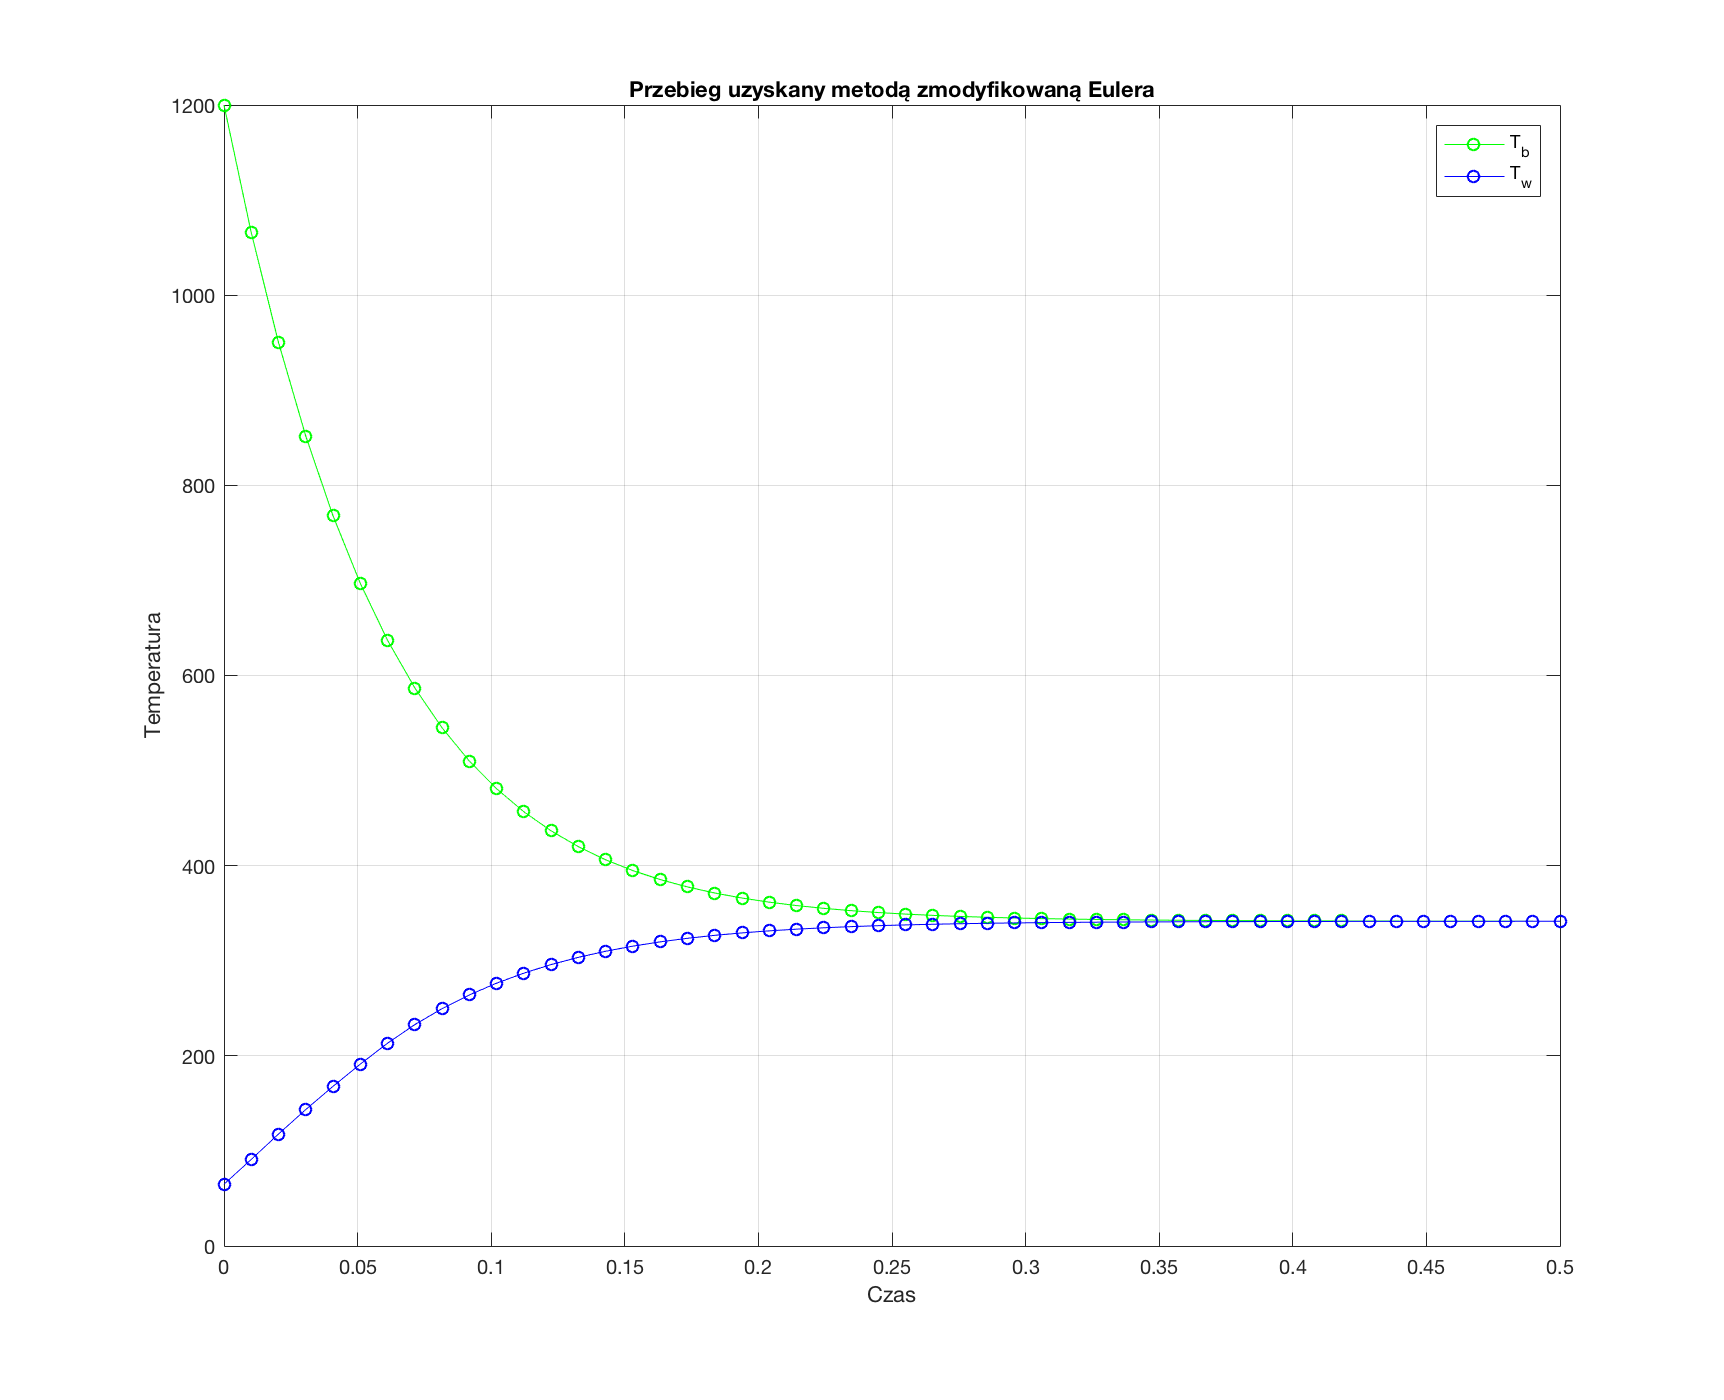 Przebieg uzyskany metodą zmodyfikowaną Eulera
1200
1000
800
600
400
200
0
Temperatura
T_b
T_w
0 0.05 0.1 0.15 0.2 0.25 0.3 0.35 0.4 0.45 0.5
Czas